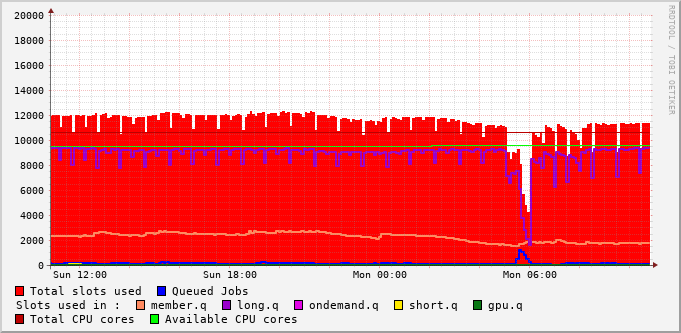 20000
18000
16000
14000
12000
10000
8000
6000
4000
2000
0
Sun 12:00 Sun 18:00 Mon 00:00 Mon 06:00
RRDTOOL / TOBI OETIKER
Total slots used Queued Jobs
Slots used in : member.q long.q ondemand.q short.q gpu.q
Total CPU cores Available CPU cores